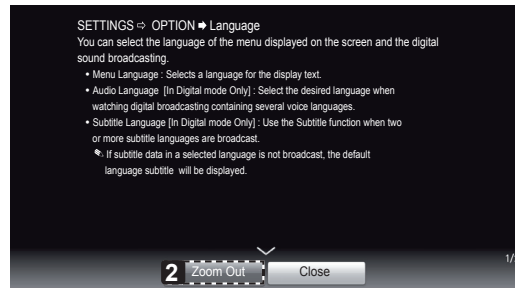 SETTINGS ⇨ OPTION ➡ Language
You can select the language of the menu displayed on the screen and the digital
sound broadcasting.
• Menu Language : Selects a language for the display text.
• Audio Language [In Digital mode Only] : Select the desired language when
watching digital broadcasting containing several voice languages.
• Subtitle Language [In Digital mode Only] : Use the Subtitle function when two
or more subtitle languages are broadcast.
✎ If subtitle data in a selected language is not broadcast, the default
language subtitle will be displayed.
1/
2 Zoom Out Close